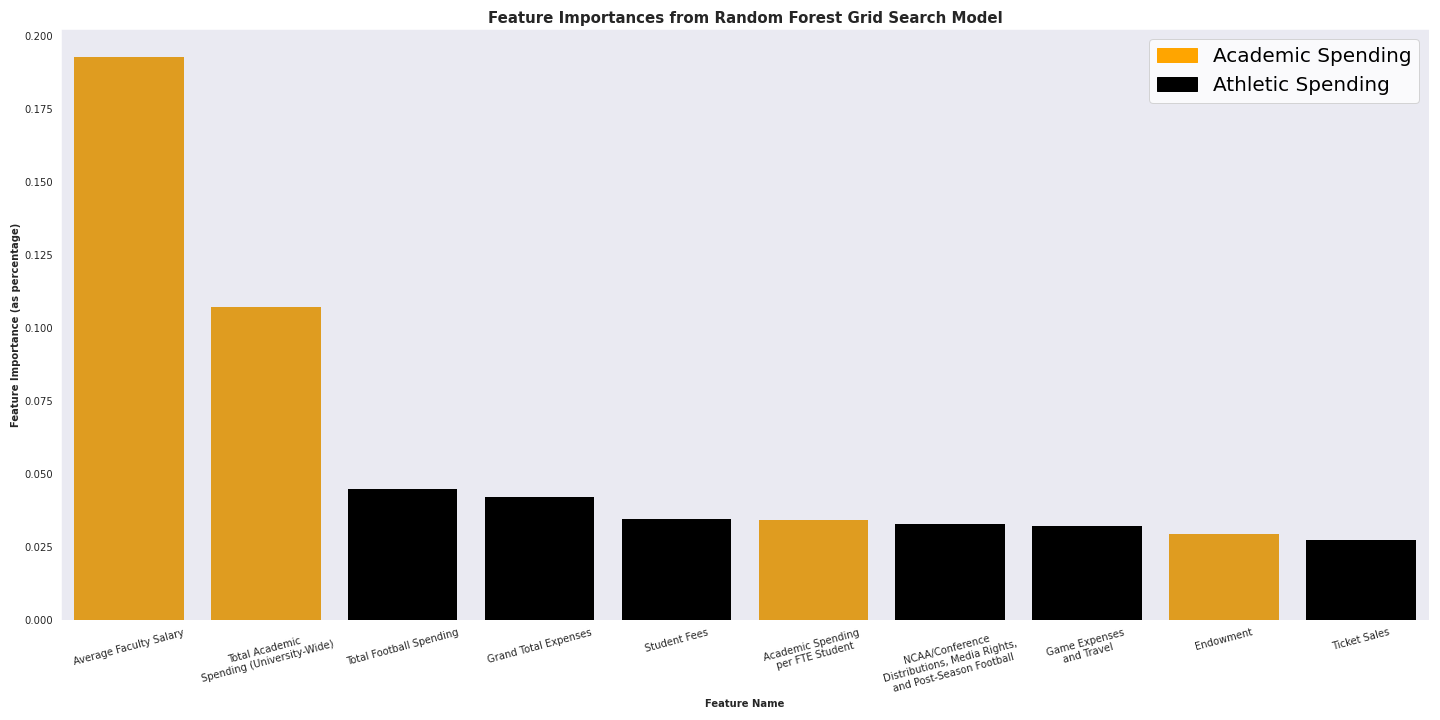 Feature Importances from Random Forest Grid Search Model
Academic Spending
Athletic Spending
Feature Importance (as percentage)
0.200
0.175
0.150
0.125
0.100
0.075
0.050
0.025
0.000
Average Faculty Salary
Total Academic
Spending (University-Wide)
Total Football Spending
Grand Total Expenses
Student Fees
Academic Spending
per FTE Student
NCAA/Conference
Distributions, Media Rights,
and Post-Season Football
Game Expenses
and Travel
Endowment
Ticket Sales
Feature Name